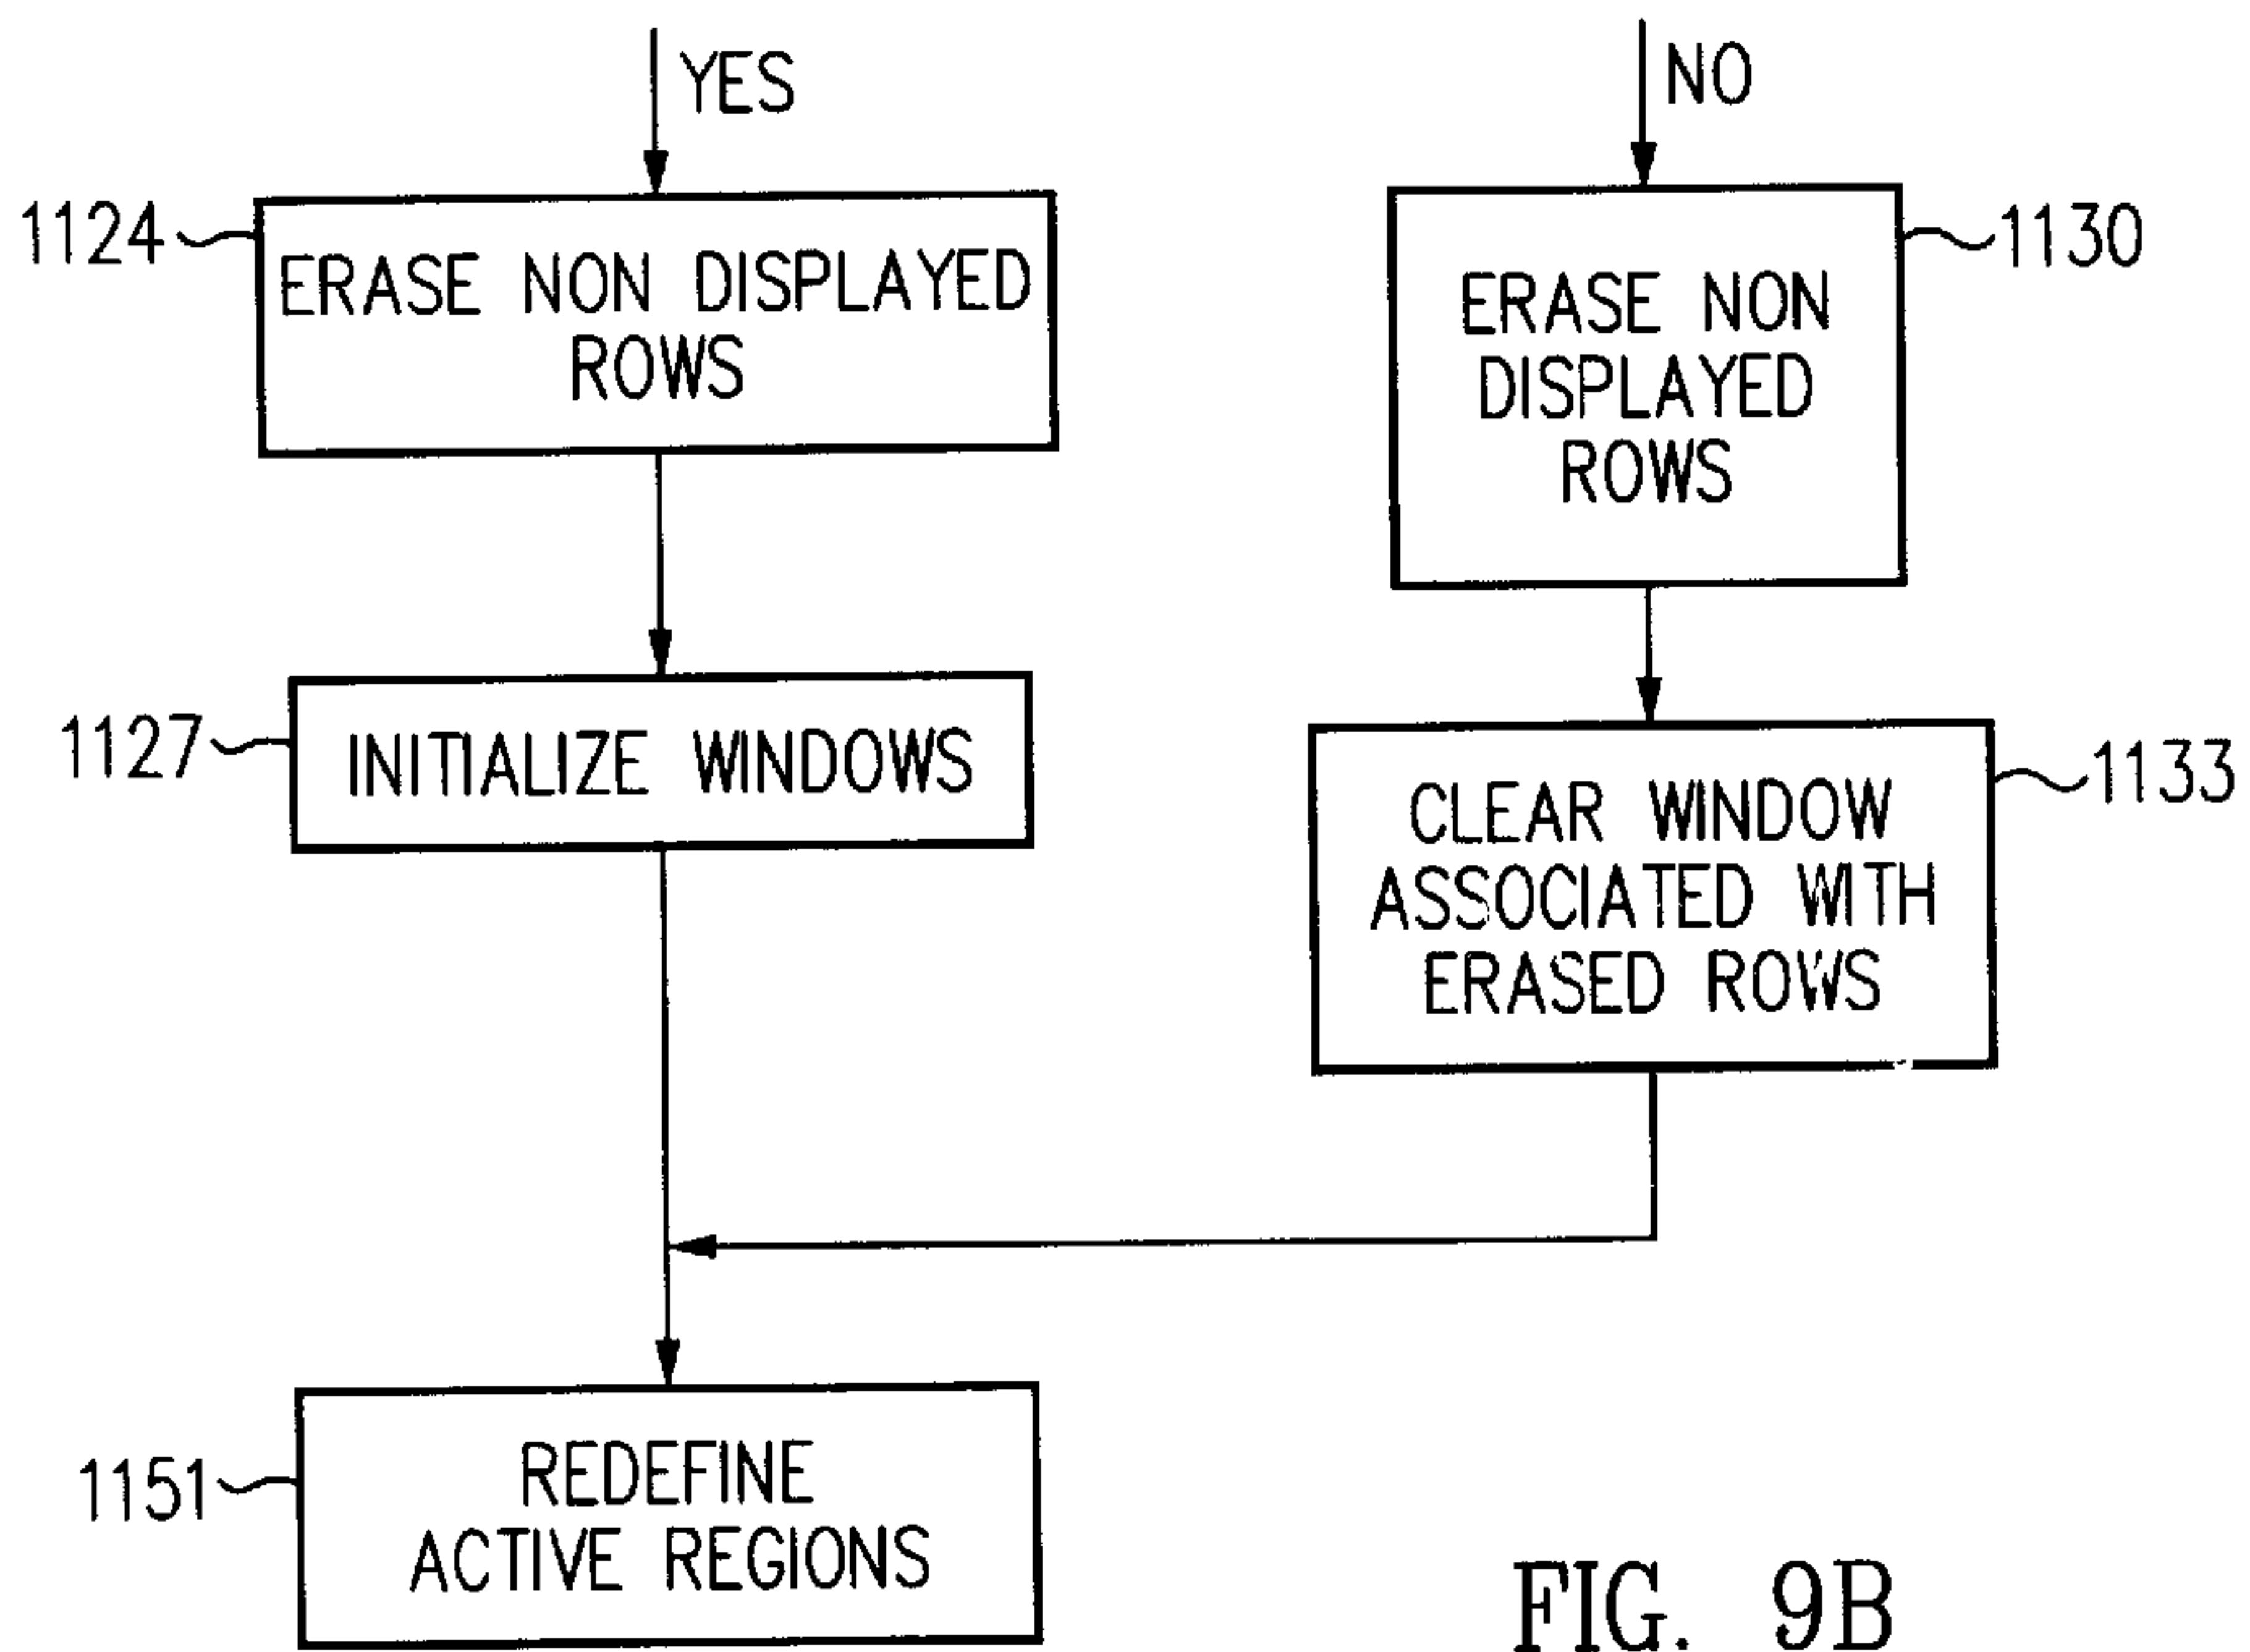 YES
1124
ERASE NON DISPLAYED
ROWS
1127
INITIALIZE WINDOWS
NO
1130
ERASE NON
DISPLAYED
ROWS
1133
CLEAR WINDOW
ASSOCIATED WITH
ERASED ROWS
1151
REDEFINE
ACTIVE REGIONS
FIG. 9B